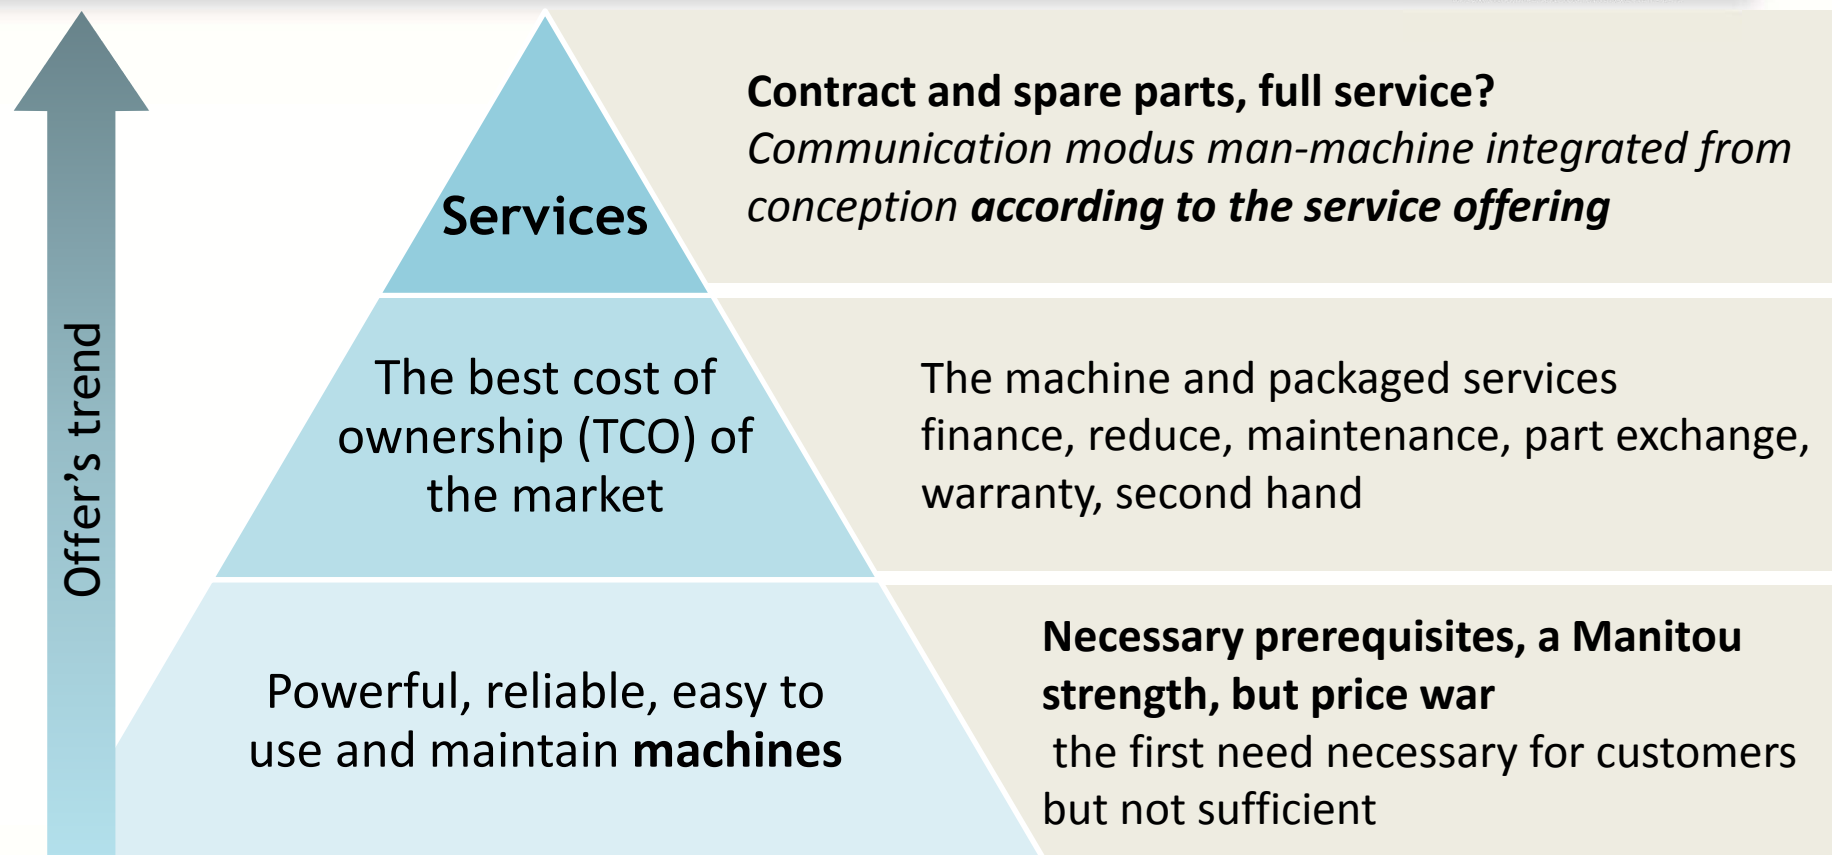 Contract and spare parts, full service?
Communication modus man-machine integrated from
conception according to the service offering
Services
Offer's trend
The best cost of
ownership (TCO) of
the market
The machine and packaged services
finance, reduce, maintenance, part exchange,
warranty, second hand
Powerful, reliable, easy to
use and maintain machines
Necessary prerequisites, a Manitou
strength, but price war
the first need necessary for customers
but not sufficient